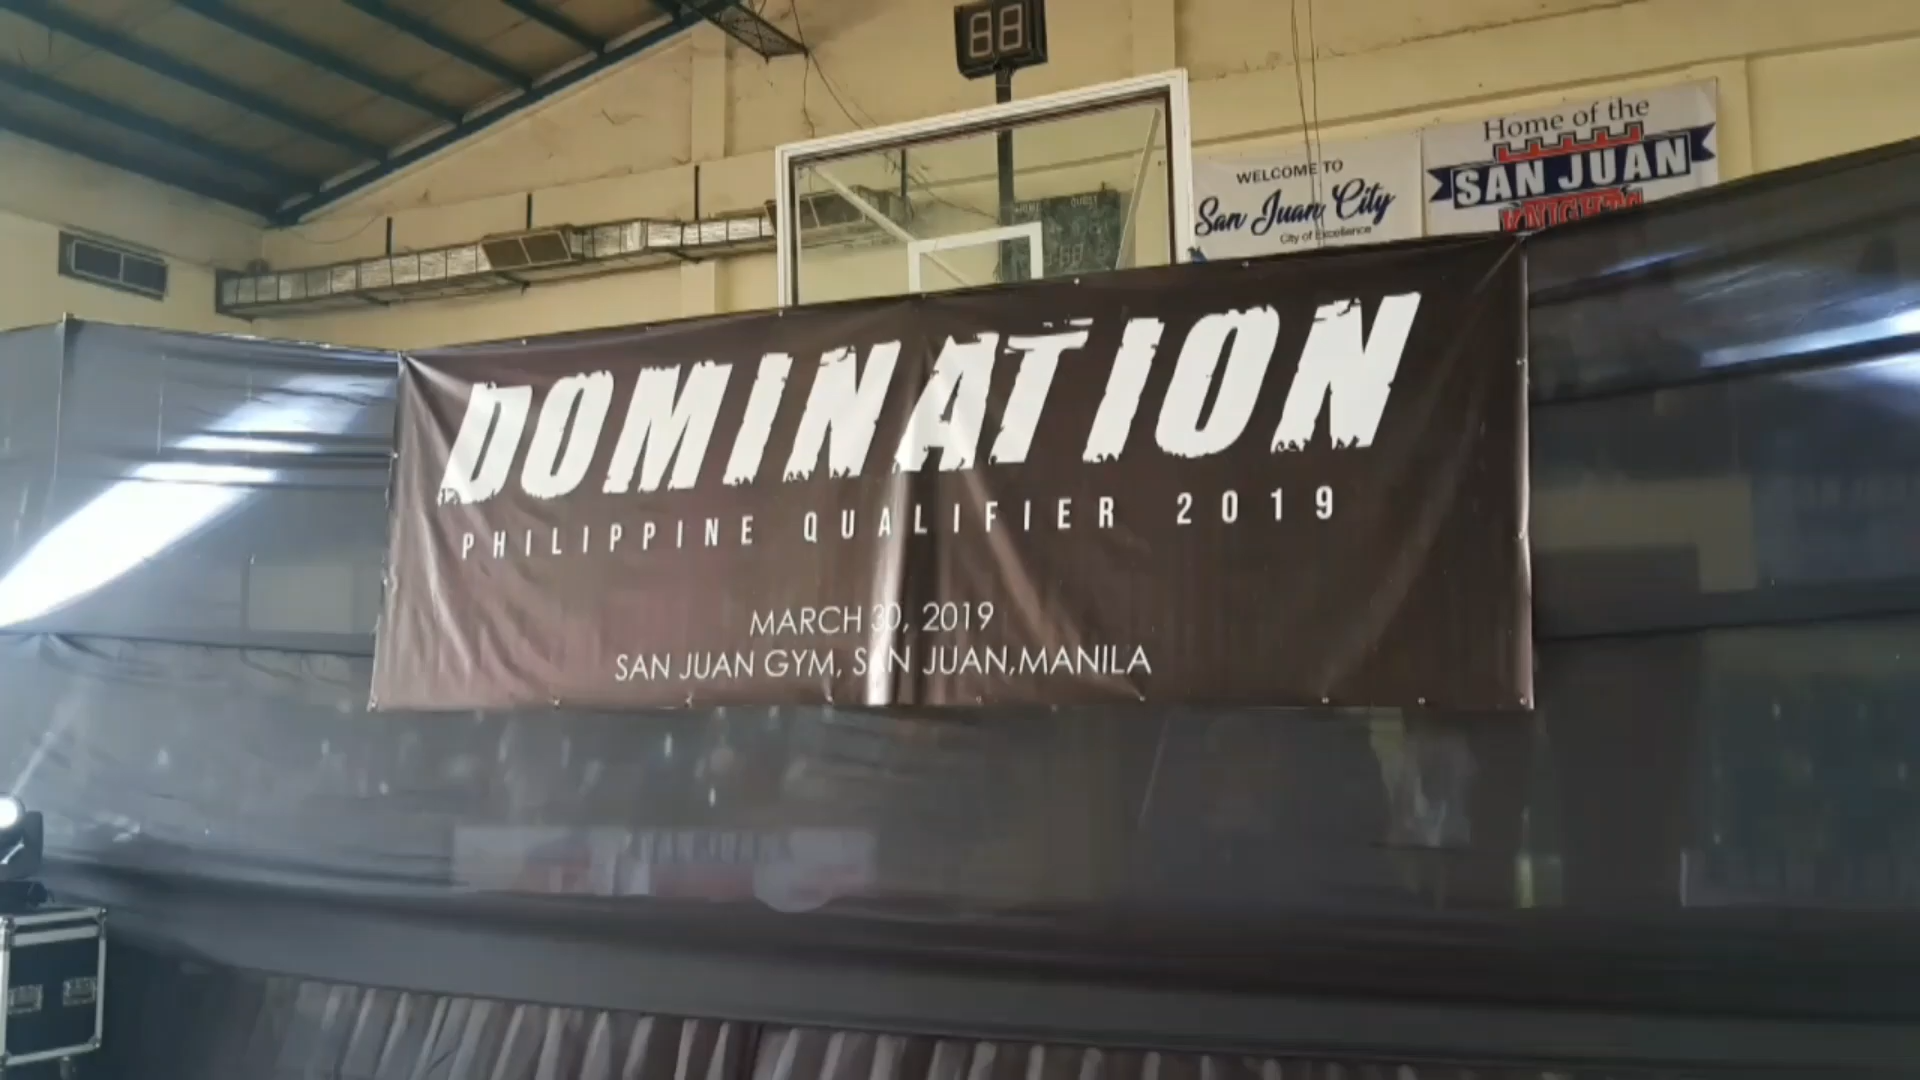 Home of the
SAN JUAN
KNIGHTS
WELCOME TO
San Juan City
City of Excellence
DOMINATION
PHILIPPINE QUALIFIER 2019
MARCH 30, 2019
SAN JUAN GYM, SAN JUAN,MANILA